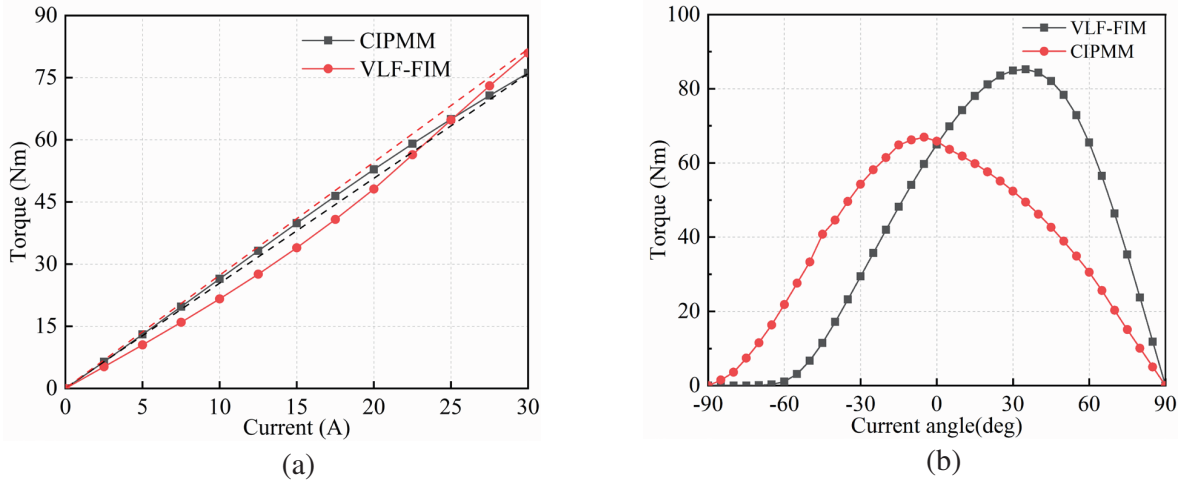 90
75
60
45
30
15
0
Torque (Nm)
CIPMM
VLF-FIM
0 5 10 15 20 25 30
Current (A)
(a)
100
80
60
40
20
0
Torque (Nm)
VLF-FIM
CIPMM
-90 -60 -30 0 30 60 90
Current angle(deg)
(b)